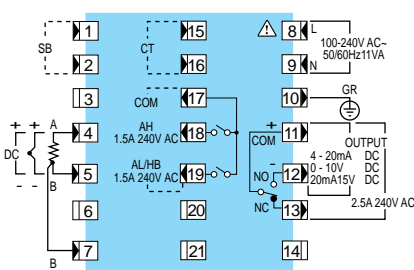 1
15
8
L
SB
CT
100-240V AC~
50/60Hz11VA
2
16
9
N
3
COM
17
10
GR
+ + A
4
AH
1.5A 240V AC
18
+
COM
11
DC
OUTPUT
4 - 20mA DC
0 - 10V DC
20mA15V DC
- - B
5
AL/HB
1.5A 240V AC
19
-
NO
12
NC
13
2.5A 240V AC
6
20
7
21
14
B